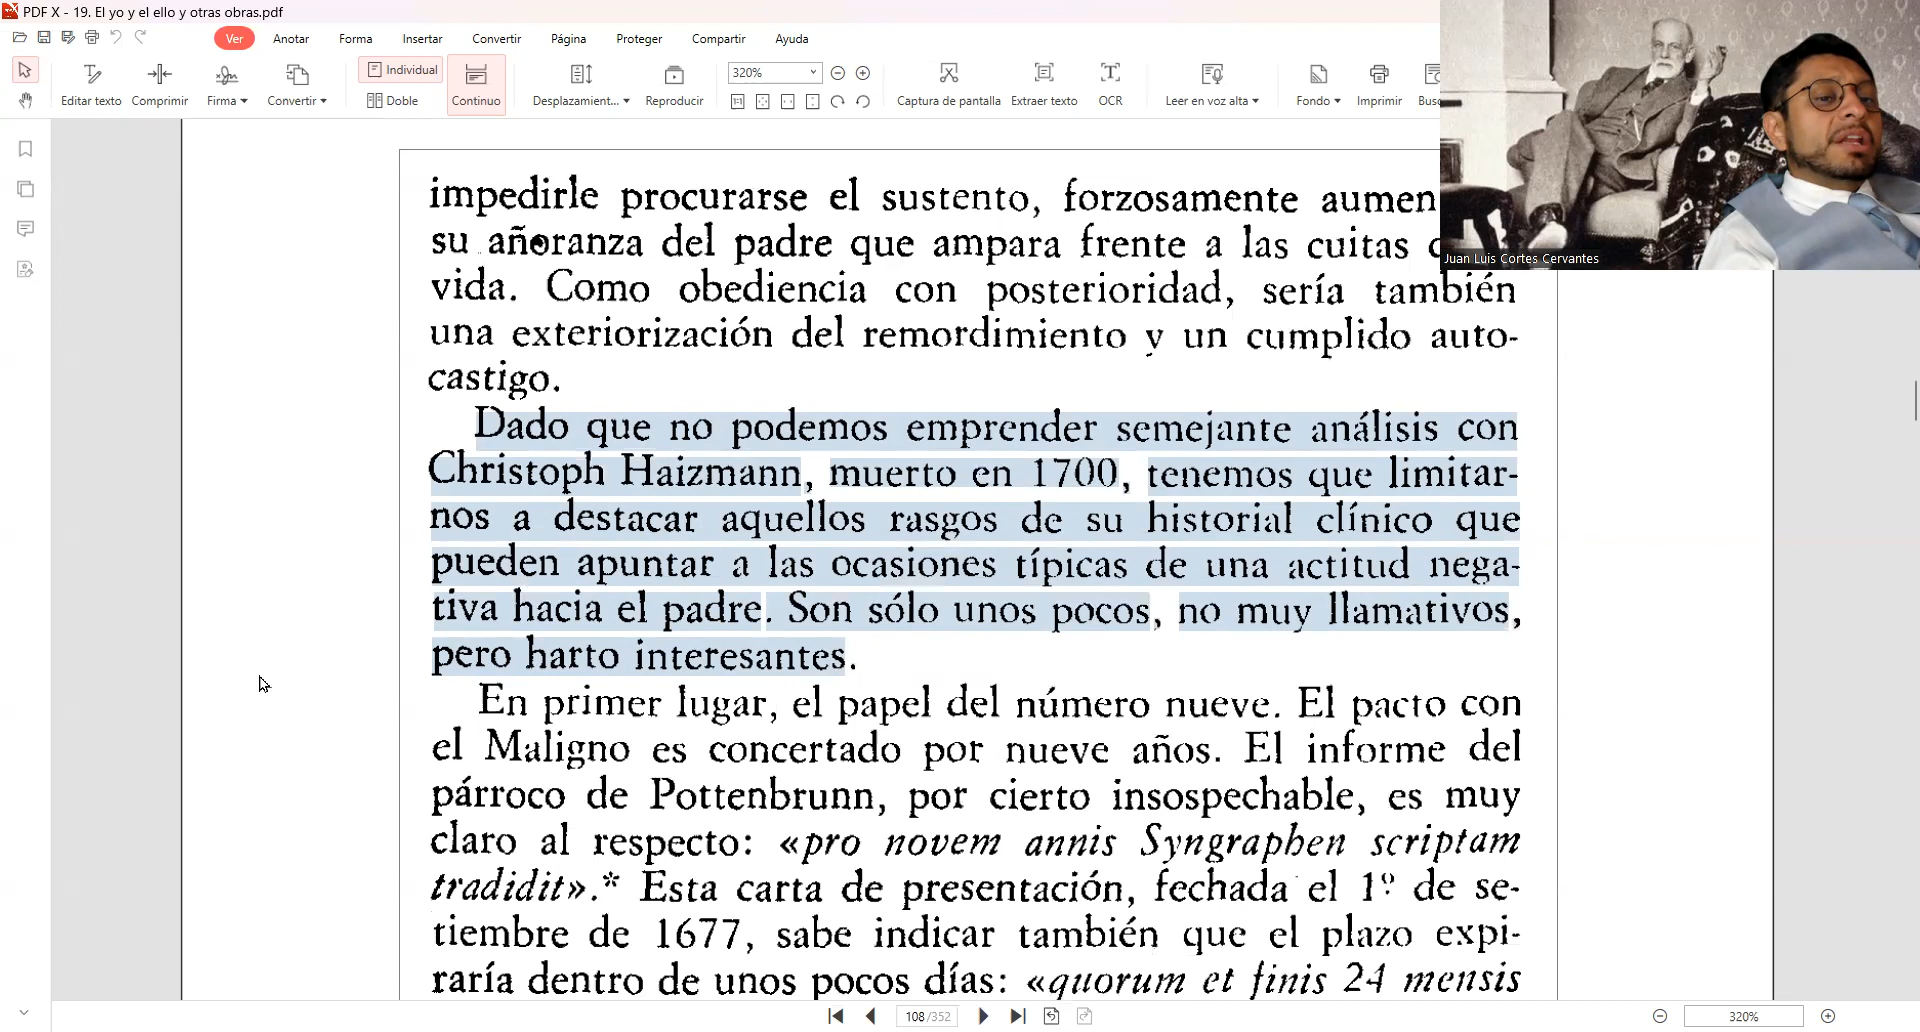 PDF X - 19. El yo y el ello y otras obras.pdf
Ver Anotar Forma Insertar Convertir Página Proteger Compartir Ayuda
Editar texto Comprimir Firma Convertir Individual Doble Continuo Desplazamient... Reproducir 320% Captura de pantalla Extraer texto OCR Leer en voz alta Fondo Imprimir Busc
Juan Luis Cortes Cervantes
impedirle procurarse el sustento, forzosamente aumen
su añoranza del padre que ampara frente a las cuitas d
vida. Como obediencia con posterioridad, sería también
una exteriorización del remordimiento y un cumplido auto-
castigo.
Dado que no podemos emprender semejante análisis con
Christoph Haizmann, muerto en 1700, tenemos que limitar-
nos a destacar aquellos rasgos de su historial clínico que
pueden apuntar a las ocasiones típicas de una actitud nega-
tiva hacia el padre. Son sólo unos pocos, no muy llamativos,
pero harto interesantes.
En primer lugar, el papel del número nueve. El pacto con
el Maligno es concertado por nueve años. El informe del
párroco de Pottenbrunn, por cierto insospechable, es muy
claro al respecto: «pro novem annis Syngraphen scriptam
tradidit».* Esta carta de presentación, fechada el 1º de se-
tiembre de 1677, sabe indicar también que el plazo expi-
raría dentro de unos pocos días: «quorum et finis 24 mensis
108 /352
320%